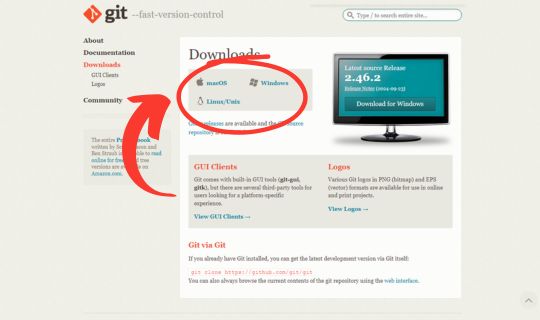 git --fast-version-control
Type / to search entire site...
About
Documentation
Downloads
GUI Clients
Logos
Community
The entire Pro book
written by Sco and
Ben Straub is to read
online for free
versions are available on
Amazon.com.
Downloads
macOS
Windows
Linux/Unix
releases are available and the source
repository is
Latest source Release
2.46.2
Release Notes (2024-09-23)
Download for Windows
GUI Clients
Git comes with built-in GUI tools (git-gui,
gitk), but there are several third-party tools for
users looking for a platform-specific
experience.
View GUI Clients →
Logos
Various Git logos in PNG (bitmap) and EPS
(vector) formats are available for use in online
and print projects.
View Logos →
Git via Git
If you already have Git installed, you can get the latest development version via Git itself:
git clone https://github.com/git/git
You can also always browse the current contents of the git repository using the web interface.